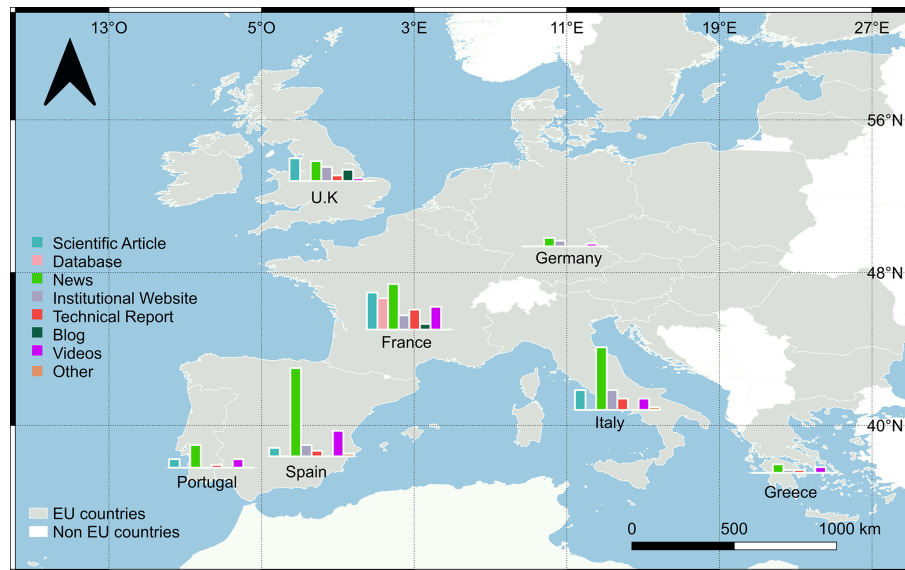 13°O 5°O 3°E 11°E 19°E 27°E
56°N
U.K
Scientific Article
Database
News
Institutional Website
Technical Report
Blog
Videos
Other
Germany
48°N
France
Italy
40°N
Portugal
Spain
Greece
EU countries
Non EU countries
0 500 1000 km